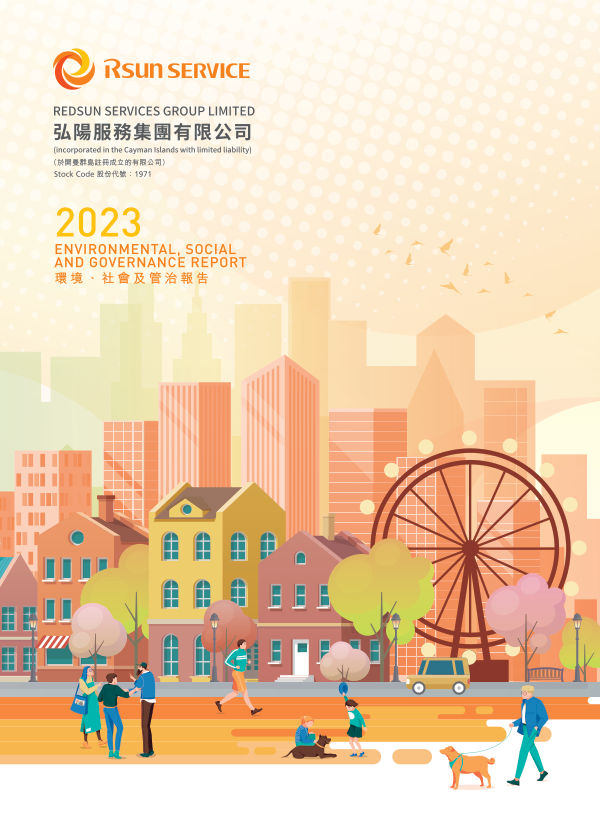 RSUN SERVICE
REDSUN SERVICES GROUP LIMITED
弘陽服務集團有限公司
(incorporated in the Cayman Islands with limited liability)
(於開曼群島註冊成立的有限公司)
Stock Code 股份代號：1971
2023
ENVIRONMENTAL, SOCIAL
AND GOVERNANCE REPORT
環境、社會及管治報告